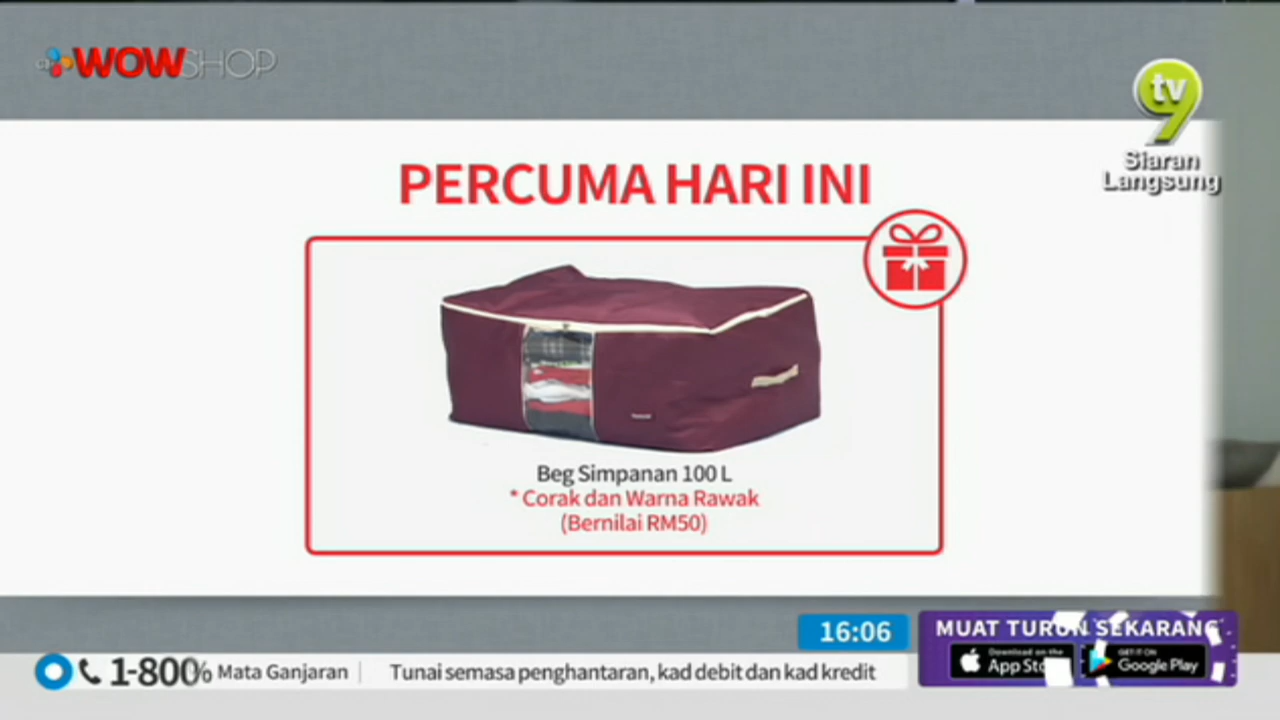 WOWSHOP
tv9
Siaran
Langsung
PERCUMA HARI INI
Beg Simpanan 100 L
* Corak dan Warna Rawak
(Bernilai RM50)
16:06
MUAT TURUN SEKARANG
Download on the
App Sto
GET IT ON
Google Play
1-800
% Mata Ganjaran
Tunai semasa penghantaran, kad debit dan kad kredit